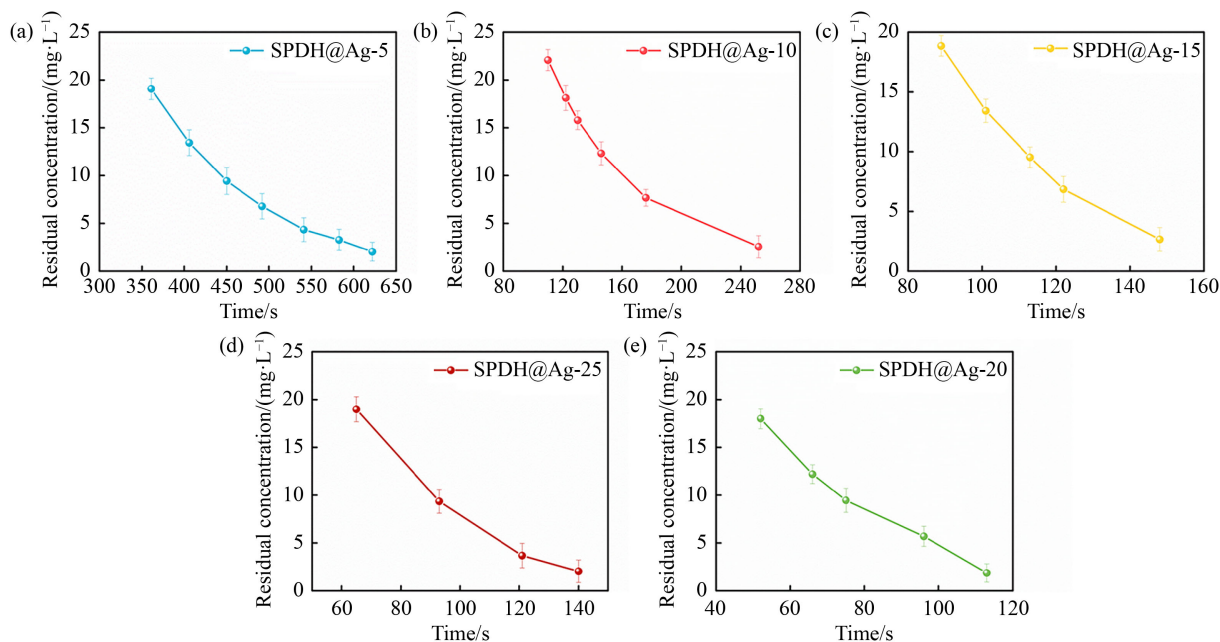 (a)
Residual concentration/(mg·L⁻¹)
25
20
15
10
5
0
SPDH@Ag-5
300 350 400 450 500 550 600 650
Time/s
(b)
Residual concentration/(mg·L⁻¹)
25
20
15
10
5
0
SPDH@Ag-10
80 120 160 200 240 280
Time/s
(c)
Residual concentration/(mg·L⁻¹)
20
15
10
5
0
SPDH@Ag-15
80 100 120 140 160
Time/s
(d)
Residual concentration/(mg·L⁻¹)
25
20
15
10
5
0
SPDH@Ag-25
60 80 100 120 140
Time/s
(e)
Residual concentration/(mg·L⁻¹)
25
20
15
10
5
0
SPDH@Ag-20
40 60 80 100 120
Time/s